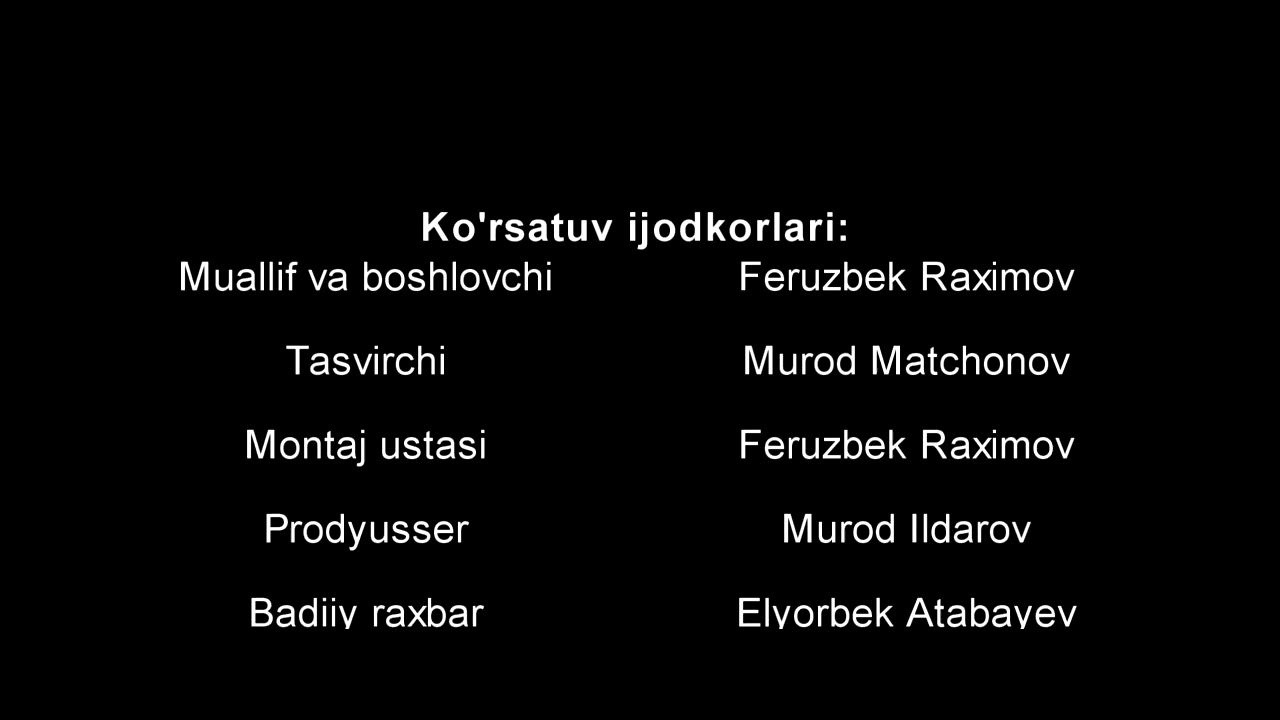 Ko'rsatuv ijodkorlari:
Muallif va boshlovchi Feruzbek Raximov
Tasvirchi Murod Matchonov
Montaj ustasi Feruzbek Raximov
Prodyusser Murod Ildarov
Badiiy raxbar Elyorbek Atabayev